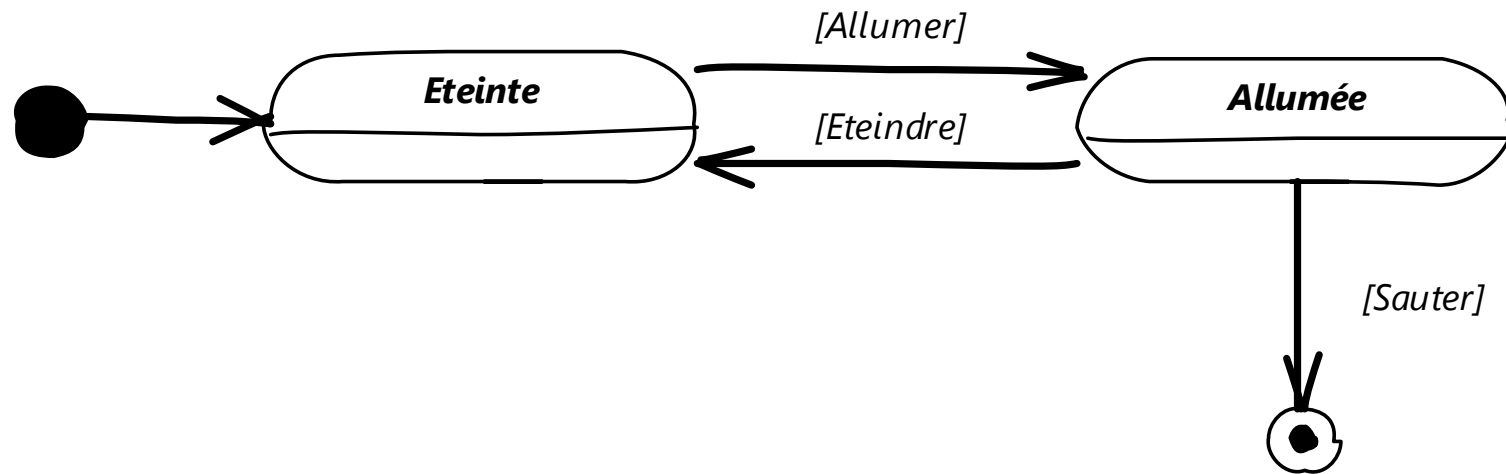 [Allumer]
Eteinte
Allumée
[Eteindre]
[Sauter]